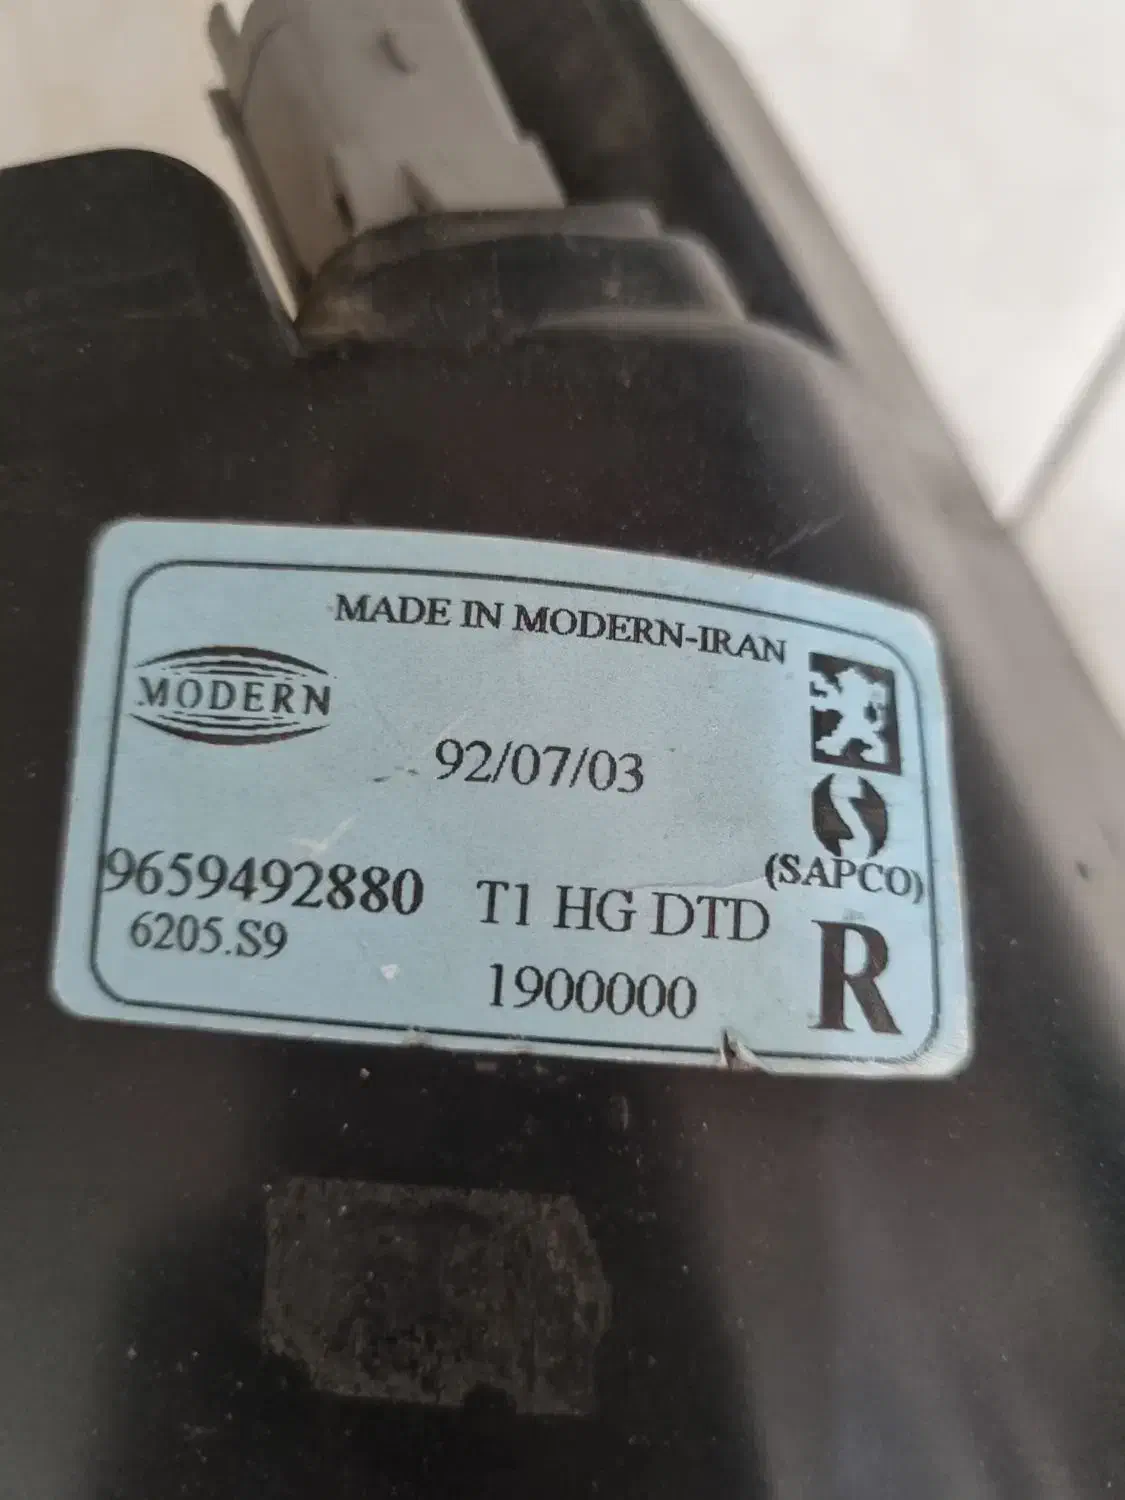 MADE IN MODERN-IRAN
MODERN
92/07/03
(SAPCO)
9659492880 T1 HG DTD
6205.S9
1900000
R